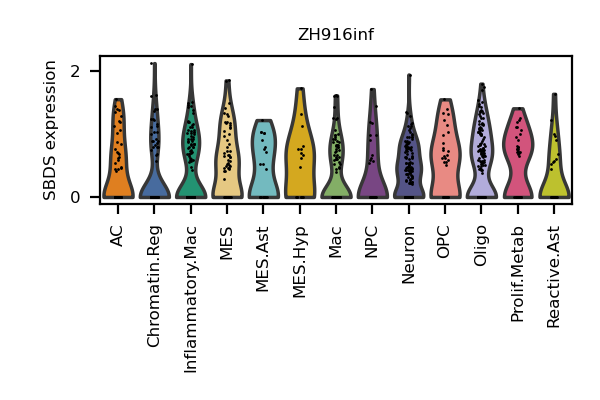 ZH916inf
SBDS expression
2
0
AC
Chromatin.Reg
Inflammatory.Mac
MES
MES.Ast
MES.Hyp
Mac
NPC
Neuron
OPC
Oligo
Prolif.Metab
Reactive.Ast